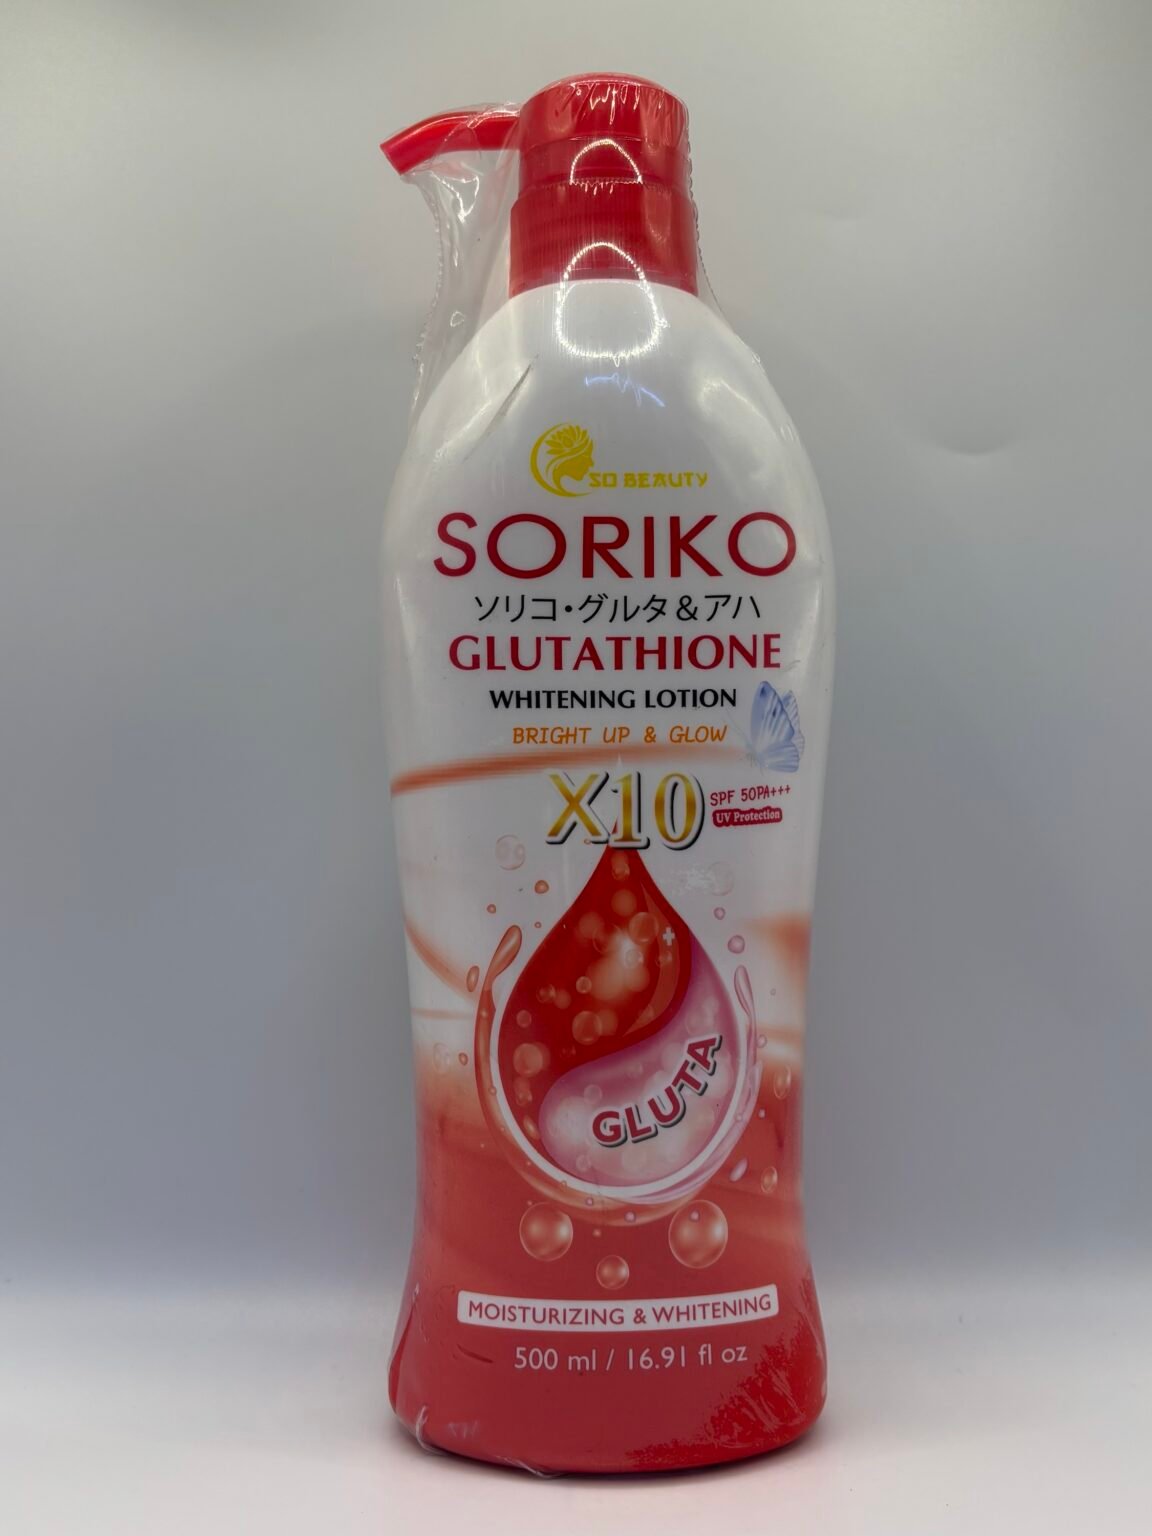 SO BEAUTY
SORIKO
ソリコ・グルタ&アハ
GLUTATHIONE
WHITENING LOTION
BRIGHT UP & GLOW
X10
SPF 50PA+++
UV Protection
GLUTA
MOISTURIZING & WHITENING
500 ml / 16.91 fl oz